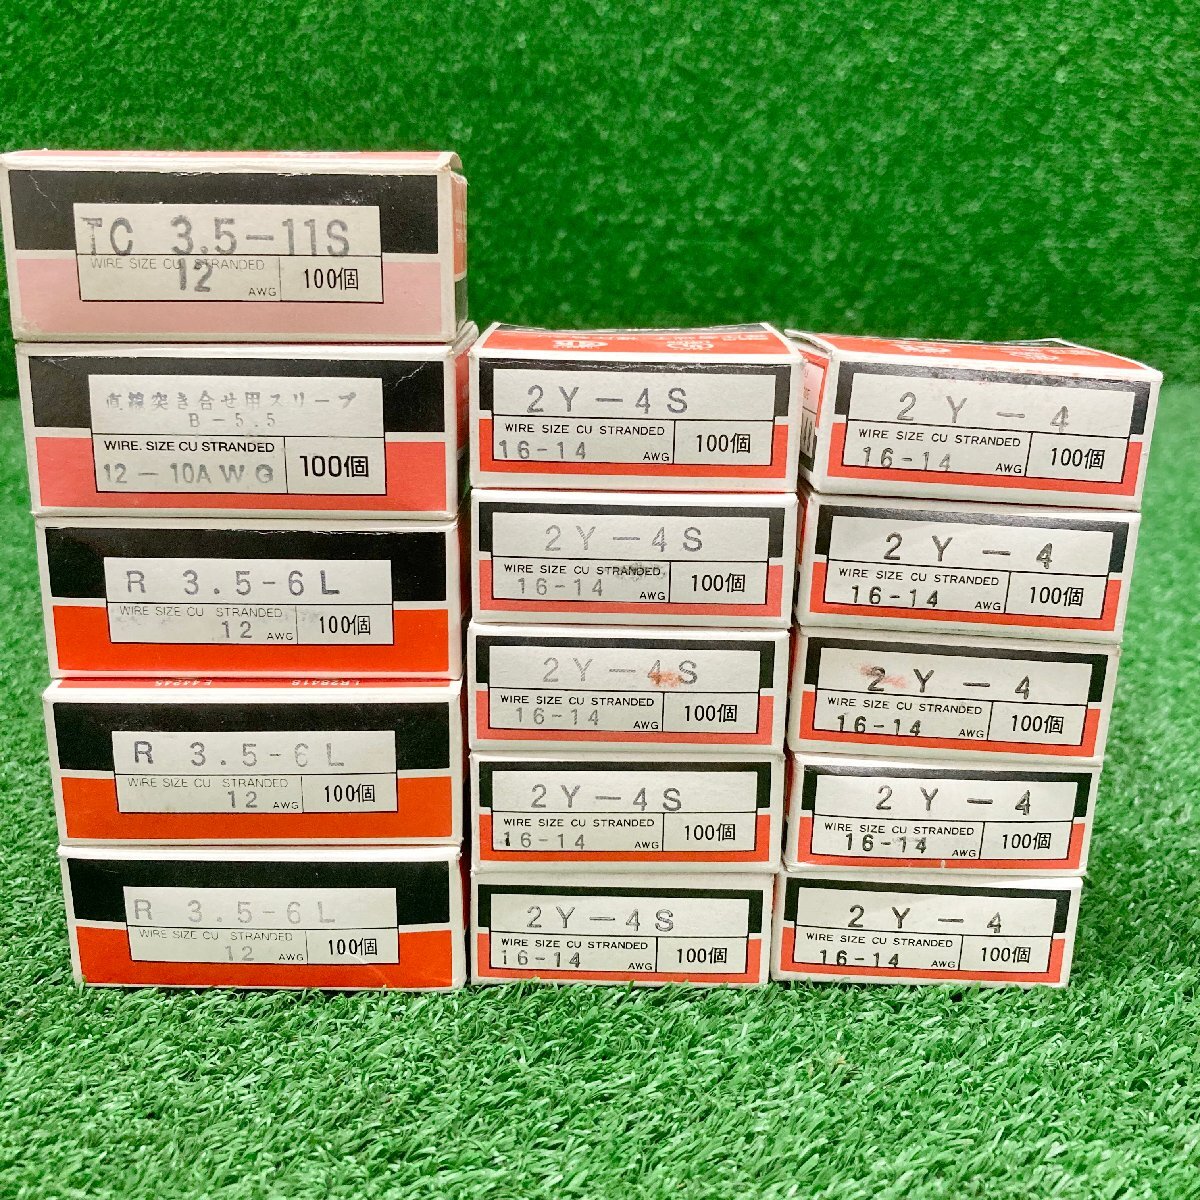 TC 3.5-11S
WIRE SIZE CU STRANDED
12 AWG
100個
直線突き合せ用スリーブ
B-5.5
WIRE. SIZE CU STRANDED
12-10AWG
100個
R 3.5-6L
WIRE SIZE CU STRANDED
12 AWG
100個
E44245
LR28418
R 3.5-6L
WIRE SIZE CU STRANDED
12 AWG
100個
R 3.5-6L
WIRE SIZE CU STRANDED
12 AWG
100個
2Y-4S
WIRE SIZE CU STRANDED
16-14 AWG
100個
2Y-4S
WIRE SIZE CU STRANDED
16-14 AWG
100個
2Y-4S
WIRE SIZE CU STRANDED
16-14 AWG
100個
2Y-4S
WIRE SIZE CU STRANDED
16-14 AWG
100個
2Y-4S
WIRE SIZE CU STRANDED
16-14 AWG
100個
2Y-4
WIRE SIZE CU STRANDED
16-14 AWG
100個
2Y-4
WIRE SIZE CU STRANDED
16-14 AWG
100個
2Y-4
WIRE SIZE CU STRANDED
16-14 AWG
100個
2Y-4
WIRE SIZE CU STRANDED
16-14 AWG
100個
2Y-4
WIRE SIZE CU STRANDED
16-14 AWG
100個